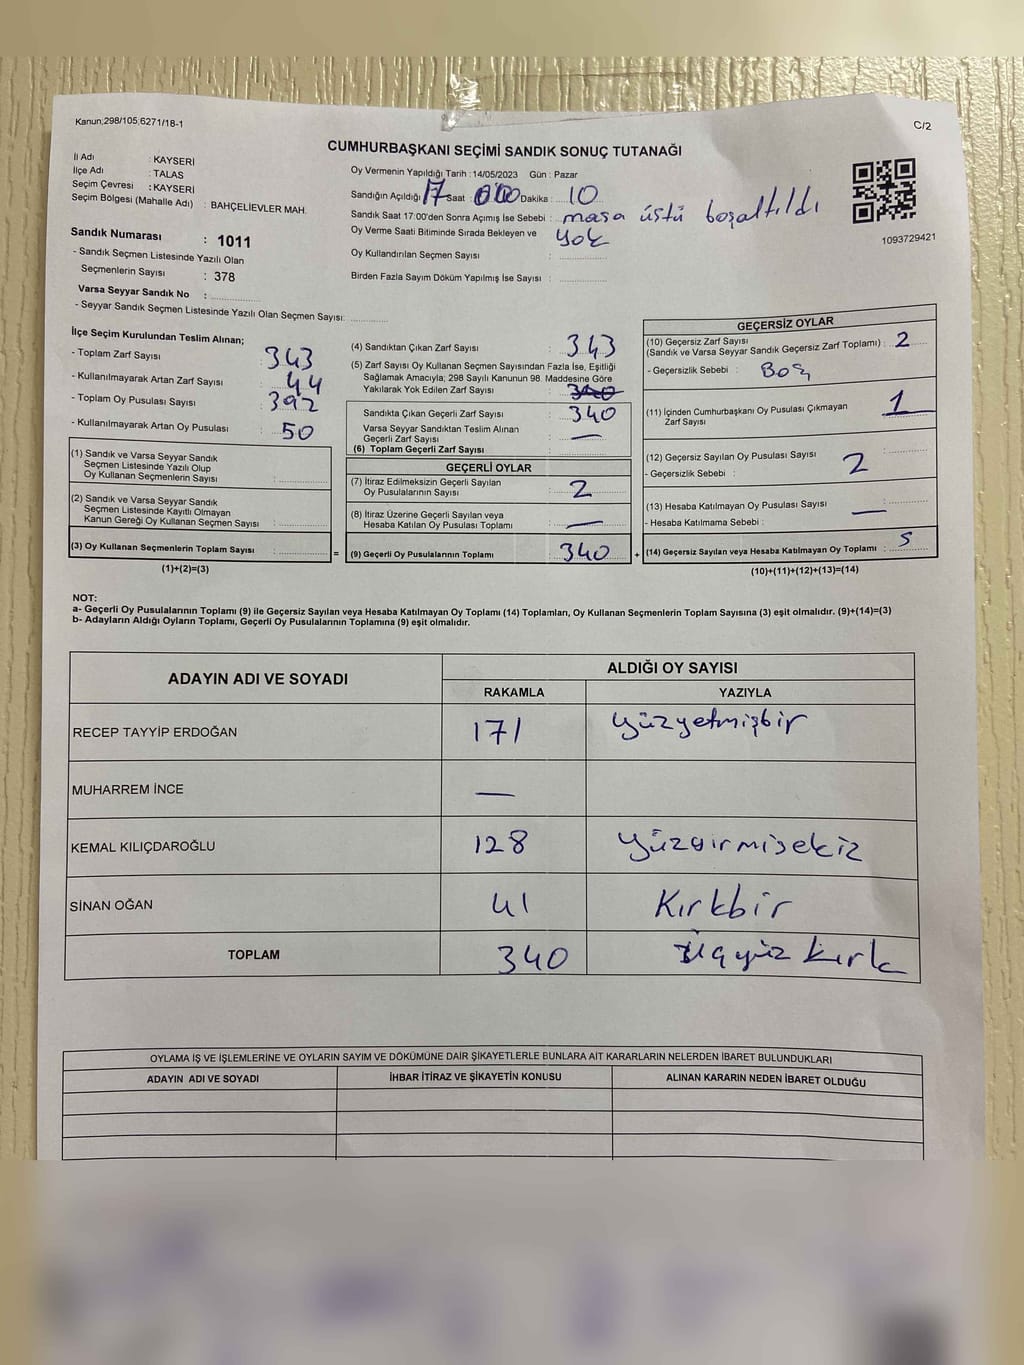 Kanun;298/105,6271/18-1
C/2
CUMHURBAŞKANI SEÇİMİ SANDIK SONUÇ TUTANAĞI
İl Adı : KAYSERİ
İlçe Adı : TALAS
Seçim Çevresi : KAYSERİ
Seçim Bölgesi (Mahalle Adı) : BAHÇELİEVLER MAH.
Sandık Numarası : 1011
- Sandık Seçmen Listesinde Yazılı Olan
Seçmenlerin Sayısı : 378
Varsa Seyyar Sandık No :
- Seyyar Sandık Seçmen Listesinde Yazılı Olan Seçmen Sayısı:
Oy Vermenin Yapıldığı Tarih : 14/05/2023 Gün : Pazar
Sandığın Açıldığı 17 Saat : 00 Dakika : 10
Sandık Saat 17:00'den Sonra Açımış İse Sebebi : masa üstü boşaltıldı
Oy Verme Saati Bitiminde Sırada Bekleyen ve yok
Oy Kullandırılan Seçmen Sayısı :
Birden Fazla Sayım Döküm Yapılmış İse Sayısı :
1093729421
İlçe Seçim Kurulundan Teslim Alınan;
- Toplam Zarf Sayısı : 343
- Kullanılmayarak Artan Zarf Sayısı : 44
- Toplam Oy Pusulası Sayısı : 392
- Kullanılmayarak Artan Oy Pusulası : 50
(1) Sandık ve Varsa Seyyar Sandık
Seçmen Listesinde Yazılı Olup
Oy Kullanan Seçmenlerin Sayısı :
(2) Sandık ve Varsa Seyyar Sandık
Seçmen Listesinde Kayıtlı Olmayan
Kanun Gereği Oy Kullanan Seçmen Sayısı :
(3) Oy Kullanan Seçmenlerin Toplam Sayısı : =
(1)+(2)=(3)
(4) Sandıktan Çıkan Zarf Sayısı : 343
(5) Zarf Sayısı Oy Kullanan Seçmen Sayısından Fazla İse, Eşitliği
Sağlamak Amacıyla; 298 Sayılı Kanunun 98. Maddesine Göre
Yakılarak Yok Edilen Zarf Sayısı : 340
Sandıkta Çıkan Geçerli Zarf Sayısı : 340
Varsa Seyyar Sandıktan Teslim Alınan
Geçerli Zarf Sayısı : —
(6) Toplam Geçerli Zarf Sayısı :
GEÇERLİ OYLAR
(7) İtiraz Edilmeksizin Geçerli Sayılan
Oy Pusulalarının Sayısı : 2
(8) İtiraz Üzerine Geçerli Sayılan veya
Hesaba Katılan Oy Pusulası Toplamı : —
(9) Geçerli Oy Pusulalarının Toplamı : 340 +
GEÇERSİZ OYLAR
(10) Geçersiz Zarf Sayısı
(Sandık ve Varsa Seyyar Sandık Geçersiz Zarf Toplamı) : 2
- Geçersizlik Sebebi : Boş
(11) İçinden Cumhurbaşkanı Oy Pusulası Çıkmayan
Zarf Sayısı : 1
(12) Geçersiz Sayılan Oy Pusulası Sayısı : 2
- Geçersizlik Sebebi :
(13) Hesaba Katılmayan Oy Pusulası Sayısı : —
- Hesaba Katılmama Sebebi :
(14) Geçersiz Sayılan veya Hesaba Katılmayan Oy Toplamı : 5
(10)+(11)+(12)+(13)=(14)
NOT:
a- Geçerli Oy Pusulalarının Toplamı (9) ile Geçersiz Sayılan veya Hesaba Katılmayan Oy Toplamı (14) Toplamları, Oy Kullanan Seçmenlerin Toplam Sayısına (3) eşit olmalıdır. (9)+(14)=(3)
b- Adayların Aldığı Oyların Toplamı, Geçerli Oy Pusulalarının Toplamına (9) eşit olmalıdır.
ADAYIN ADI VE SOYADI ALDIĞI OY SAYISI
RAKAMLA YAZIYLA
RECEP TAYYİP ERDOĞAN 171 yüzyetmişbir
MUHARREM İNCE —
KEMAL KILIÇDAROĞLU 128 yüzyirmisekiz
SİNAN OĞAN 41 Kırkbir
TOPLAM 340 üçyüz kırk
OYLAMA İŞ VE İŞLEMLERİNE VE OYLARIN SAYIM VE DÖKÜMÜNE DAİR ŞİKAYETLERLE BUNLARA AİT KARARLARIN NELERDEN İBARET BULUNDUKLARI
ADAYIN ADI VE SOYADI İHBAR İTİRAZ VE ŞİKAYETİN KONUSU ALINAN KARARIN NEDEN İBARET OLDUĞU